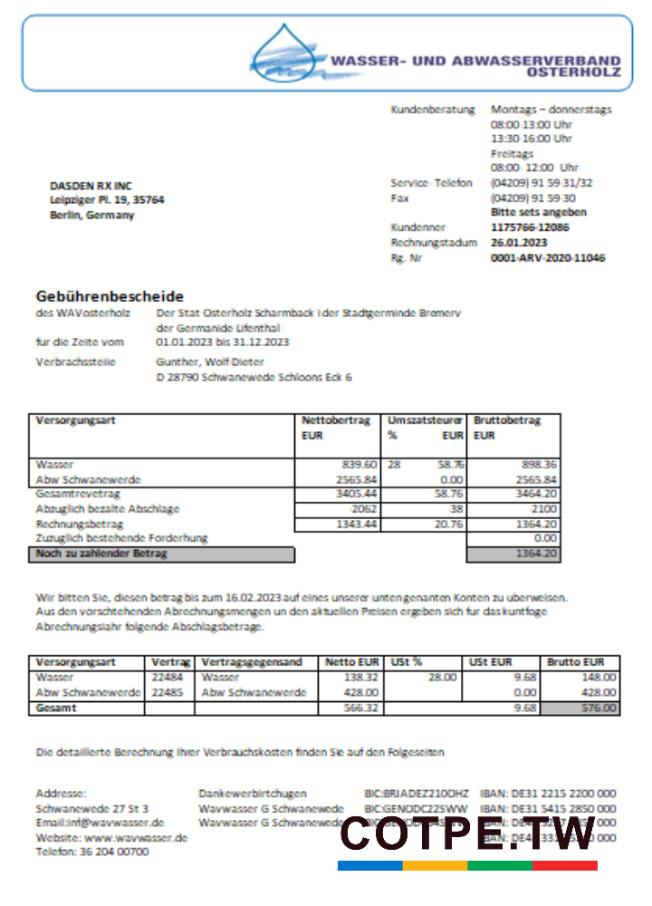 WASSER- UND ABWASSERVERBAND
OSTERHOLZ
Kundenberatung Montags – donnerstags
08:00-13:00 Uhr
13:30-16:00 Uhr
Freitags
08:00- 12:00 Uhr
DASDEN RX INC
Leipziger Pl. 19, 35764
Berlin, Germany
Service- Telefon (04209) 91 59-31/32
Fax (04209) 91 59-30
Bitte sets angeben
Kundenner 1175766-12086
Rechnungstadum 26.01.2023
Rg. Nr 0001-ARV-2020-11046
Gebührenbescheide
des WAVosterholz Der Stat Osterholz Scharmback i der Stadtgerminde Bremerv
der Germanide Lifenthal
fur die Zeite vom 01.01.2023 bis 31.12.2023
Verbrachssteile Gunther, Wolf-Dieter
D 28790 Schwanewede Schloons Eck 6
Versorgungsart Nettobertrag Umszatsteurer Bruttobetrag
EUR % EUR EUR
Wasser 839.60 28 58.76 898.36
Abw Schwanewerde 2565.84 0.00 2565.84
Gesamtrevetrag 3405.44 58.76 3464.20
Abzuglich bezalte Abschlage -2062 -38 -2100
Rechnungsbetrag 1343.44 20.76 1364.20
Zuzuglich bestehende Forderhung 0.00
Noch zu zahlender Betrag 1364.20
Wir bitten Sie, diesen betrag bis zum 16.02.2023 auf eines unserer unten genanten Konten zu uberweisen.
Aus den vorschtehenden Abrechnungsmengen un den aktuellen Preisen ergeben sich fur das kuntfoge
Abrechnungsiahr folgende Abschlagsbetrage.
Versorgungsart Vertrag Vertragsgegensand Netto EUR USt % USt EUR Brutto EUR
Wasser 22484 Wasser 138.32 28.00 9.68 148.00
Abw Schwanewerde 22485 Abw Schwanewerde 428.00 0.00 428.00
Gesamt 566.32 9.68 576.00
Die detaillerte Berechnung Ihrer Verbrauchskosten finden Sie auf den Folgeseiten
Addresse: Dankewerbirtchugen BIC:BRJADEZ21OOHZ IBAN: DE31 2215 2200 000
Schwanewede 27 St 3 Wavwasser G Schwanewede BIC:GENODC22SWW IBAN: DE31 5415 2850 000
Email:inf@wavwasser.de Wavwasser G Schwanewede
Website: www.wavwasser.de
Telefon: 36 204 00700
COTPE.TW